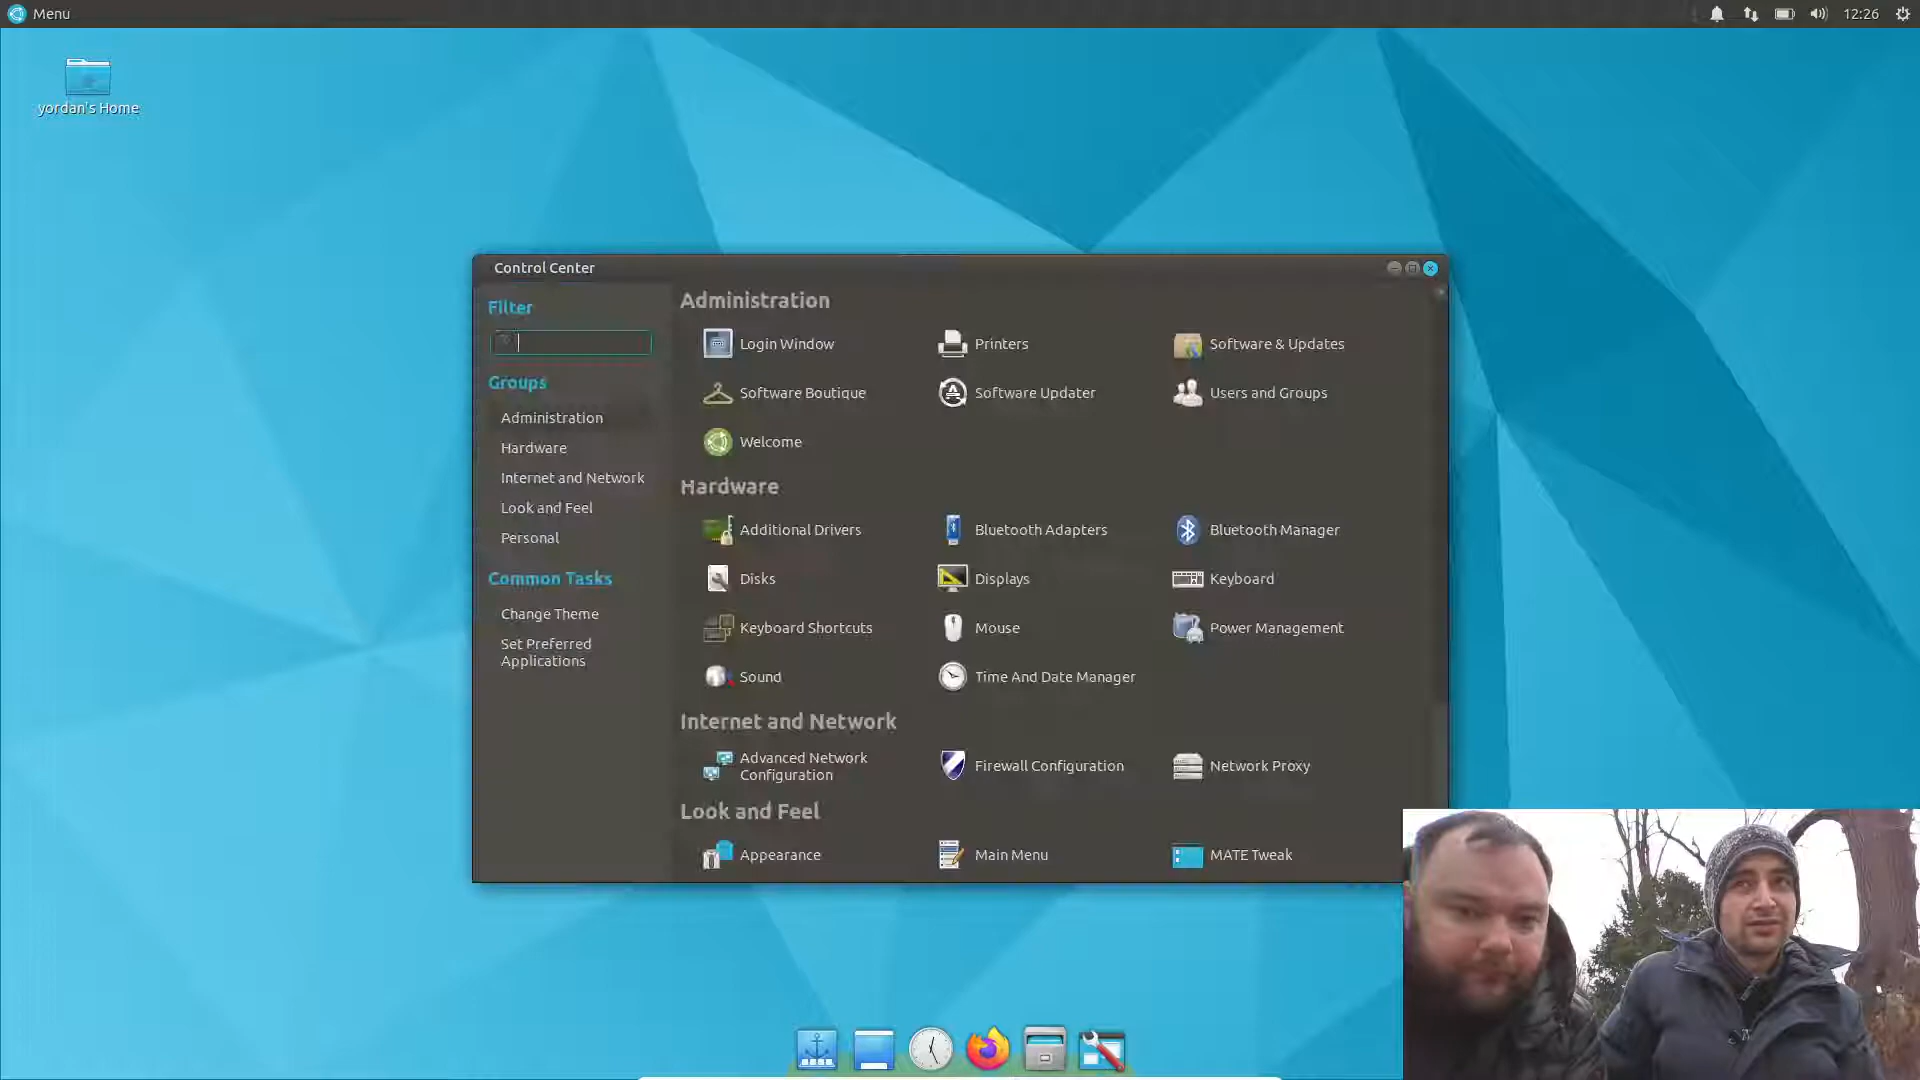 Menu
12:26
yordan's Home
Control Center
Filter
Groups
Administration
Hardware
Internet and Network
Look and Feel
Personal
Common Tasks
Change Theme
Set Preferred
Applications
Administration
Login Window
Printers
Software & Updates
Software Boutique
Software Updater
Users and Groups
Welcome
Hardware
Additional Drivers
Bluetooth Adapters
Bluetooth Manager
Disks
Displays
Keyboard
Keyboard Shortcuts
Mouse
Power Management
Sound
Time And Date Manager
Internet and Network
Advanced Network
Configuration
Firewall Configuration
Network Proxy
Look and Feel
Appearance
Main Menu
MATE Tweak